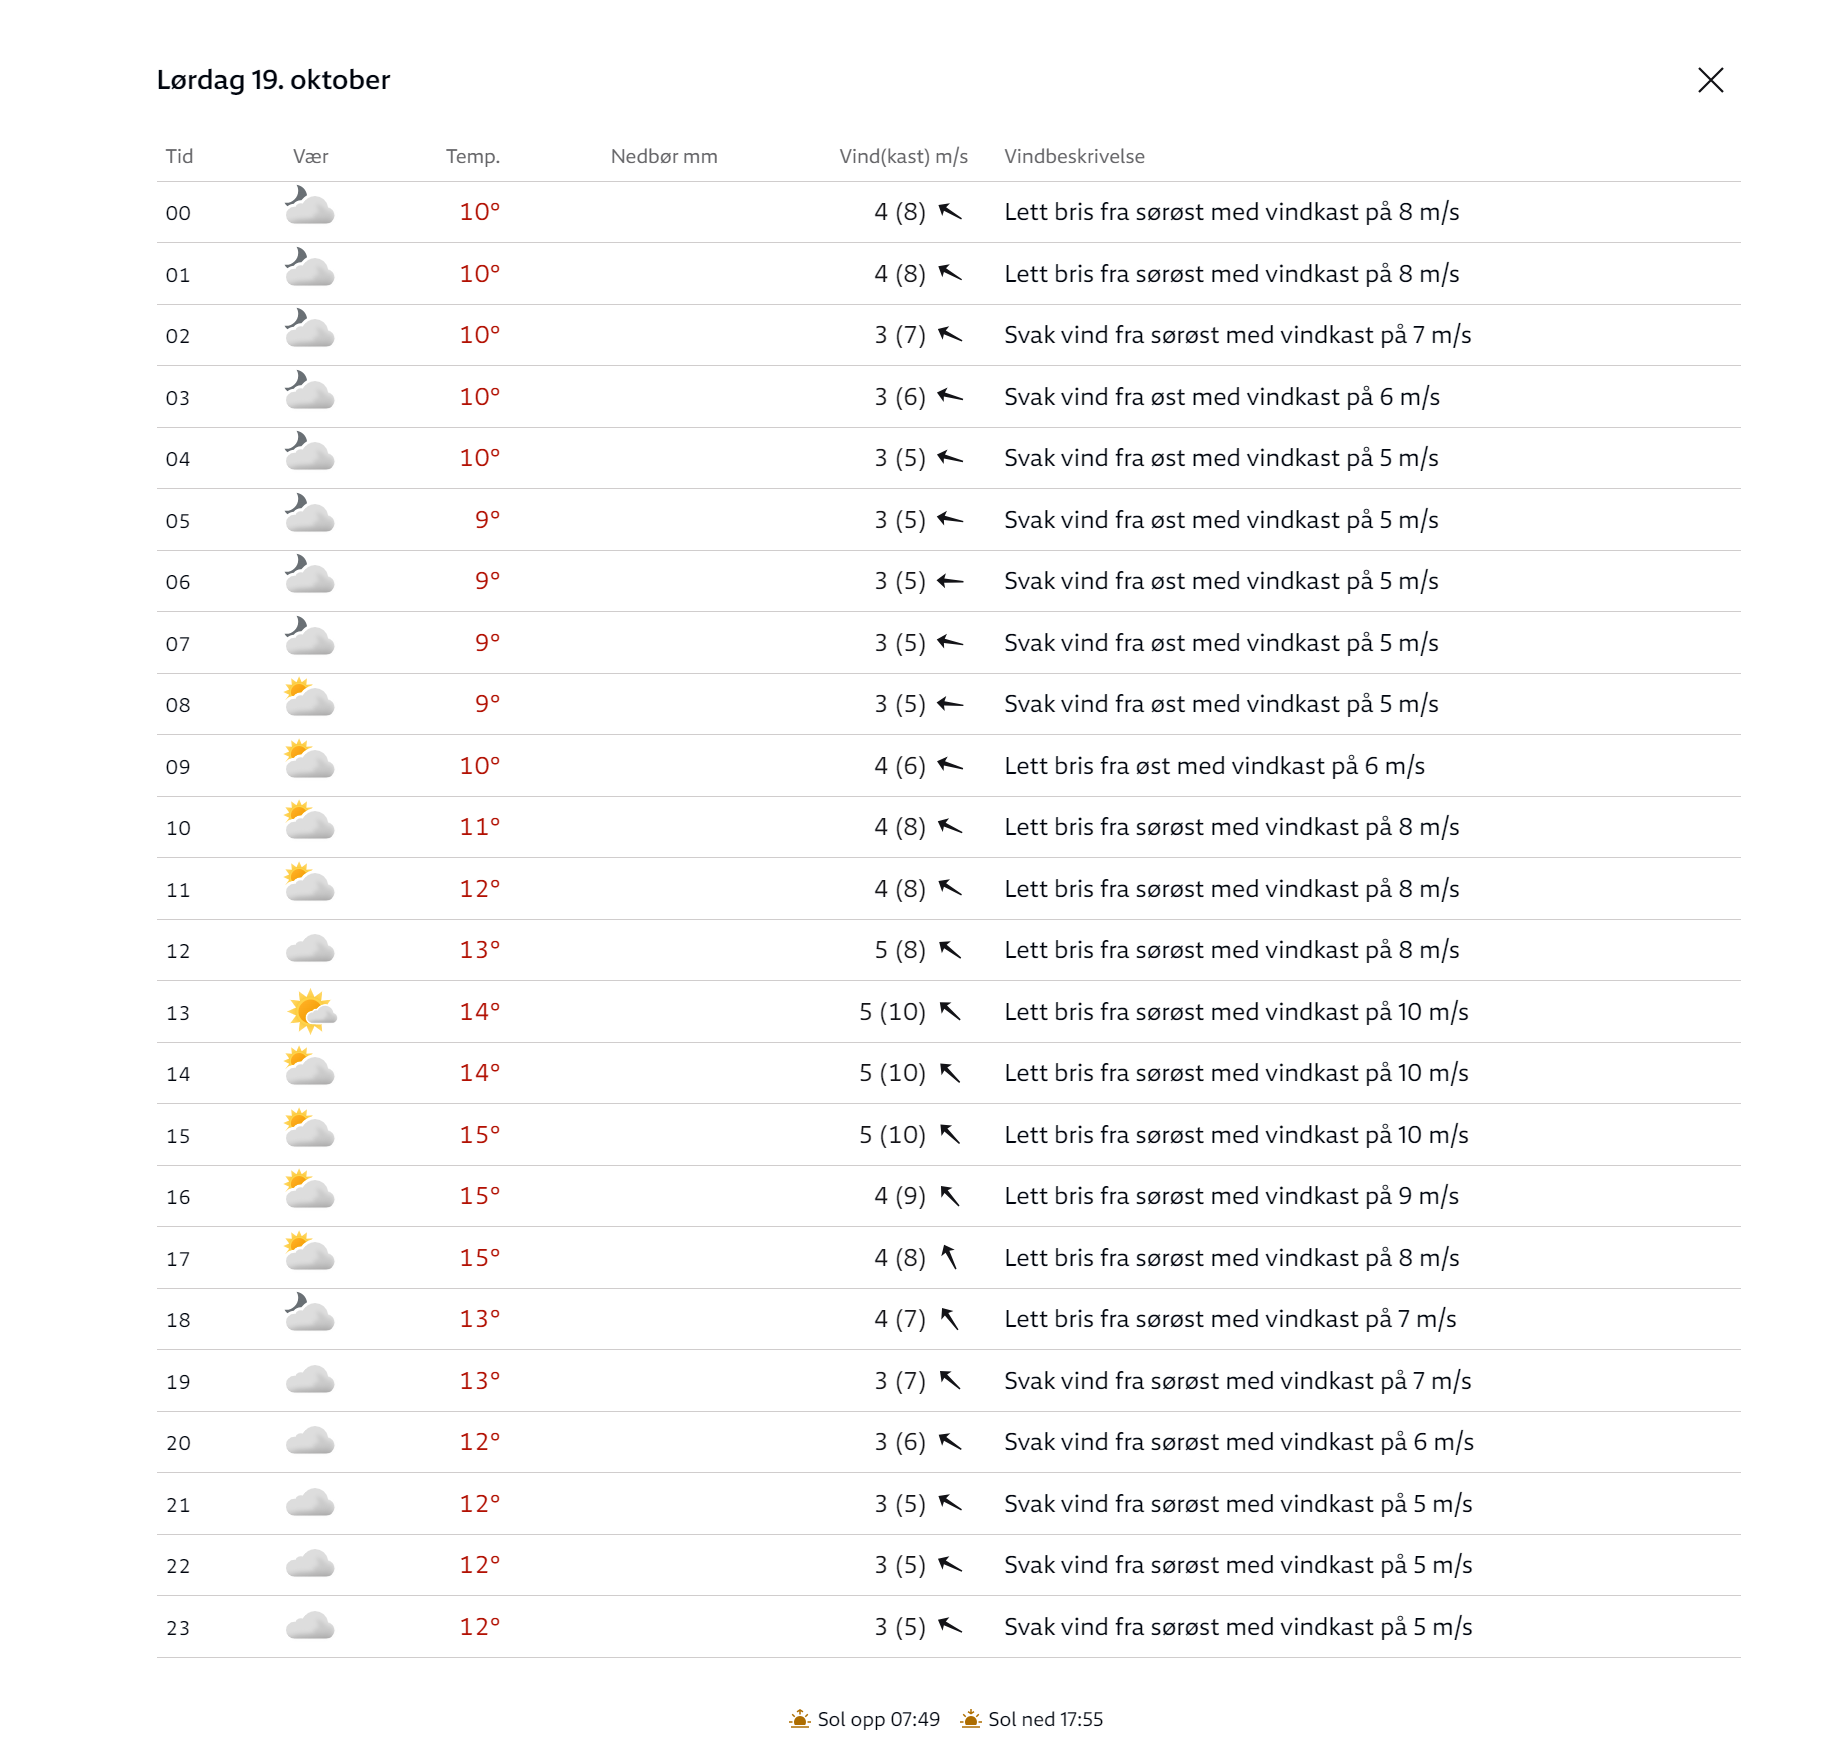 Lørdag 19. oktober
Tid Vær Temp. Nedbør mm Vind(kast) m/s Vindbeskrivelse
00 10° 4 (8) Lett bris fra sørøst med vindkast på 8 m/s
01 10° 4 (8) Lett bris fra sørøst med vindkast på 8 m/s
02 10° 3 (7) Svak vind fra sørøst med vindkast på 7 m/s
03 10° 3 (6) Svak vind fra øst med vindkast på 6 m/s
04 10° 3 (5) Svak vind fra øst med vindkast på 5 m/s
05 9° 3 (5) Svak vind fra øst med vindkast på 5 m/s
06 9° 3 (5) Svak vind fra øst med vindkast på 5 m/s
07 9° 3 (5) Svak vind fra øst med vindkast på 5 m/s
08 9° 3 (5) Svak vind fra øst med vindkast på 5 m/s
09 10° 4 (6) Lett bris fra øst med vindkast på 6 m/s
10 11° 4 (8) Lett bris fra sørøst med vindkast på 8 m/s
11 12° 4 (8) Lett bris fra sørøst med vindkast på 8 m/s
12 13° 5 (8) Lett bris fra sørøst med vindkast på 8 m/s
13 14° 5 (10) Lett bris fra sørøst med vindkast på 10 m/s
14 14° 5 (10) Lett bris fra sørøst med vindkast på 10 m/s
15 15° 5 (10) Lett bris fra sørøst med vindkast på 10 m/s
16 15° 4 (9) Lett bris fra sørøst med vindkast på 9 m/s
17 15° 4 (8) Lett bris fra sørøst med vindkast på 8 m/s
18 13° 4 (7) Lett bris fra sørøst med vindkast på 7 m/s
19 13° 3 (7) Svak vind fra sørøst med vindkast på 7 m/s
20 12° 3 (6) Svak vind fra sørøst med vindkast på 6 m/s
21 12° 3 (5) Svak vind fra sørøst med vindkast på 5 m/s
22 12° 3 (5) Svak vind fra sørøst med vindkast på 5 m/s
23 12° 3 (5) Svak vind fra sørøst med vindkast på 5 m/s
Sol opp 07:49 Sol ned 17:55